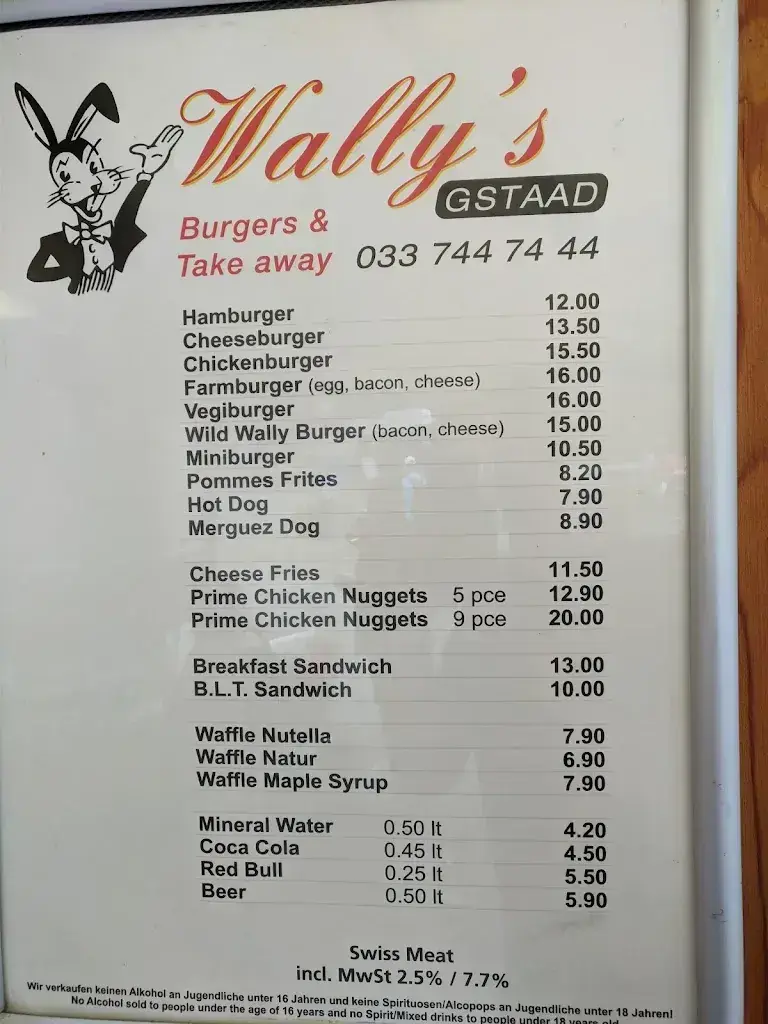 Wally's
GSTAAD
Burgers &
Take away 033 744 74 44
Hamburger 12.00
Cheeseburger 13.50
Chickenburger 15.50
Farmburger (egg, bacon, cheese) 16.00
Vegiburger 16.00
Wild Wally Burger (bacon, cheese) 15.00
Miniburger 10.50
Pommes Frites 8.20
Hot Dog 7.90
Merguez Dog 8.90
Cheese Fries 11.50
Prime Chicken Nuggets 5 pce 12.90
Prime Chicken Nuggets 9 pce 20.00
Breakfast Sandwich 13.00
B.L.T. Sandwich 10.00
Waffle Nutella 7.90
Waffle Natur 6.90
Waffle Maple Syrup 7.90
Mineral Water 0.50 lt 4.20
Coca Cola 0.45 lt 4.50
Red Bull 0.25 lt 5.50
Beer 0.50 lt 5.90
Swiss Meat
incl. MwSt 2.5% / 7.7%
Wir verkaufen keinen Alkohol an Jugendliche unter 16 Jahren und keine Spirituosen/Alcopops an Jugendliche unter 18 Jahren!
No Alcohol sold to people under the age of 16 years and no Spirit/Mixed drinks to people under 18 years old